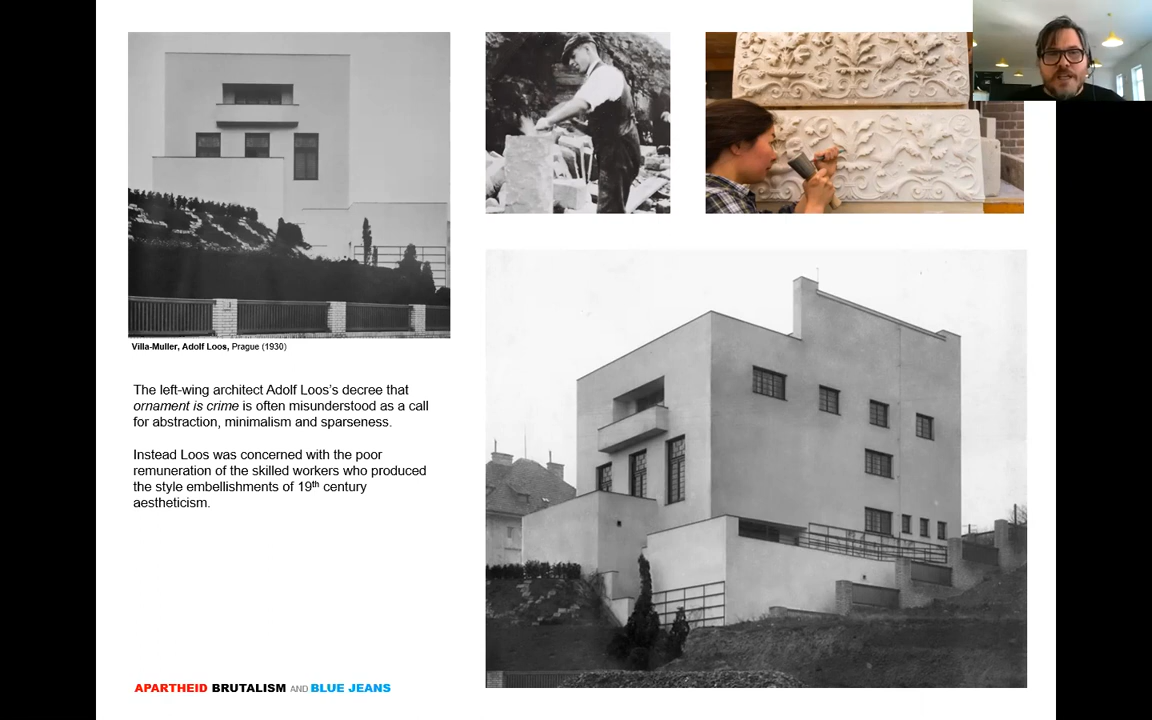 Villa-Muller, Adolf Loos, Prague (1930)
The left-wing architect Adolf Loos's decree that
ornament is crime is often misunderstood as a call
for abstraction, minimalism and sparseness.
Instead Loos was concerned with the poor
remuneration of the skilled workers who produced
the style embellishments of 19th century
aestheticism.
APARTHEID BRUTALISM AND BLUE JEANS